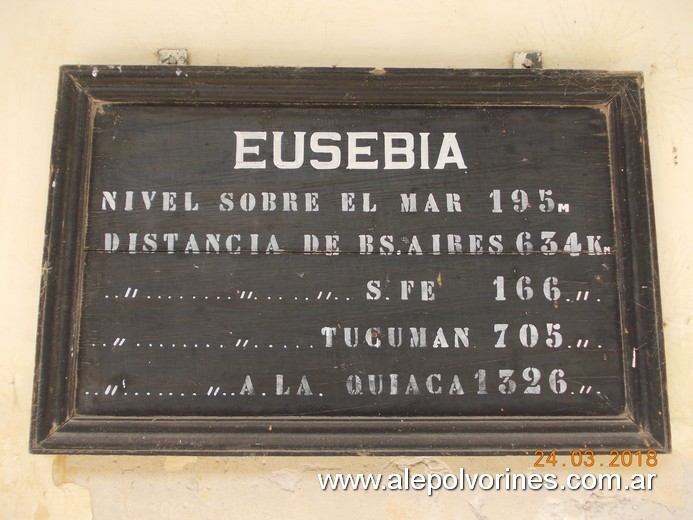 EUSEBIA
NIVEL SOBRE EL MAR 195M
DISTANCIA DE BS.AIRES 634KM
..〃.........〃......〃... S. FE 166.〃.
..〃........〃......TUCUMAN 705..〃.
..〃........〃..A.LA. QUIACA 1326.〃.
24.03.2018
www.alepolvorines.com.ar